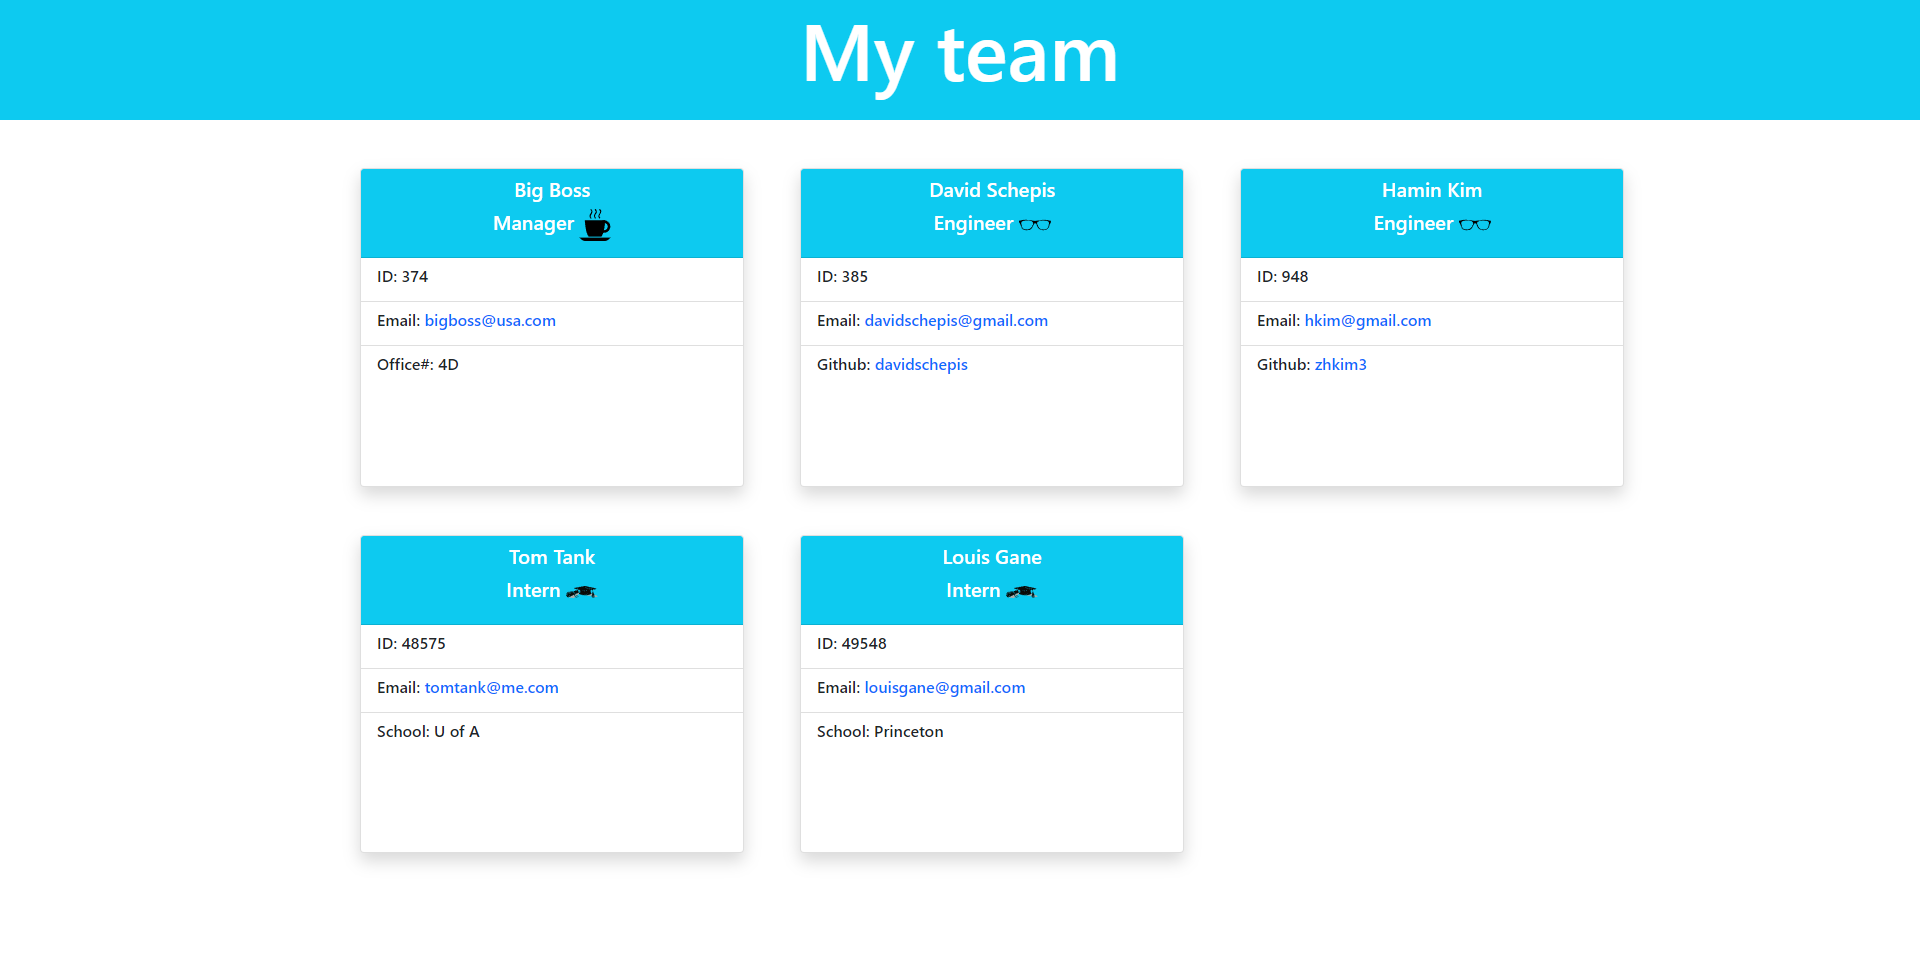 My team
Big Boss
Manager
ID: 374
Email: bigboss@usa.com
Office#: 4D
David Schepis
Engineer
ID: 385
Email: davidschepis@gmail.com
Github: davidschepis
Hamin Kim
Engineer
ID: 948
Email: hkim@gmail.com
Github: zhkim3
Tom Tank
Intern
ID: 48575
Email: tomtank@me.com
School: U of A
Louis Gane
Intern
ID: 49548
Email: louisgane@gmail.com
School: Princeton